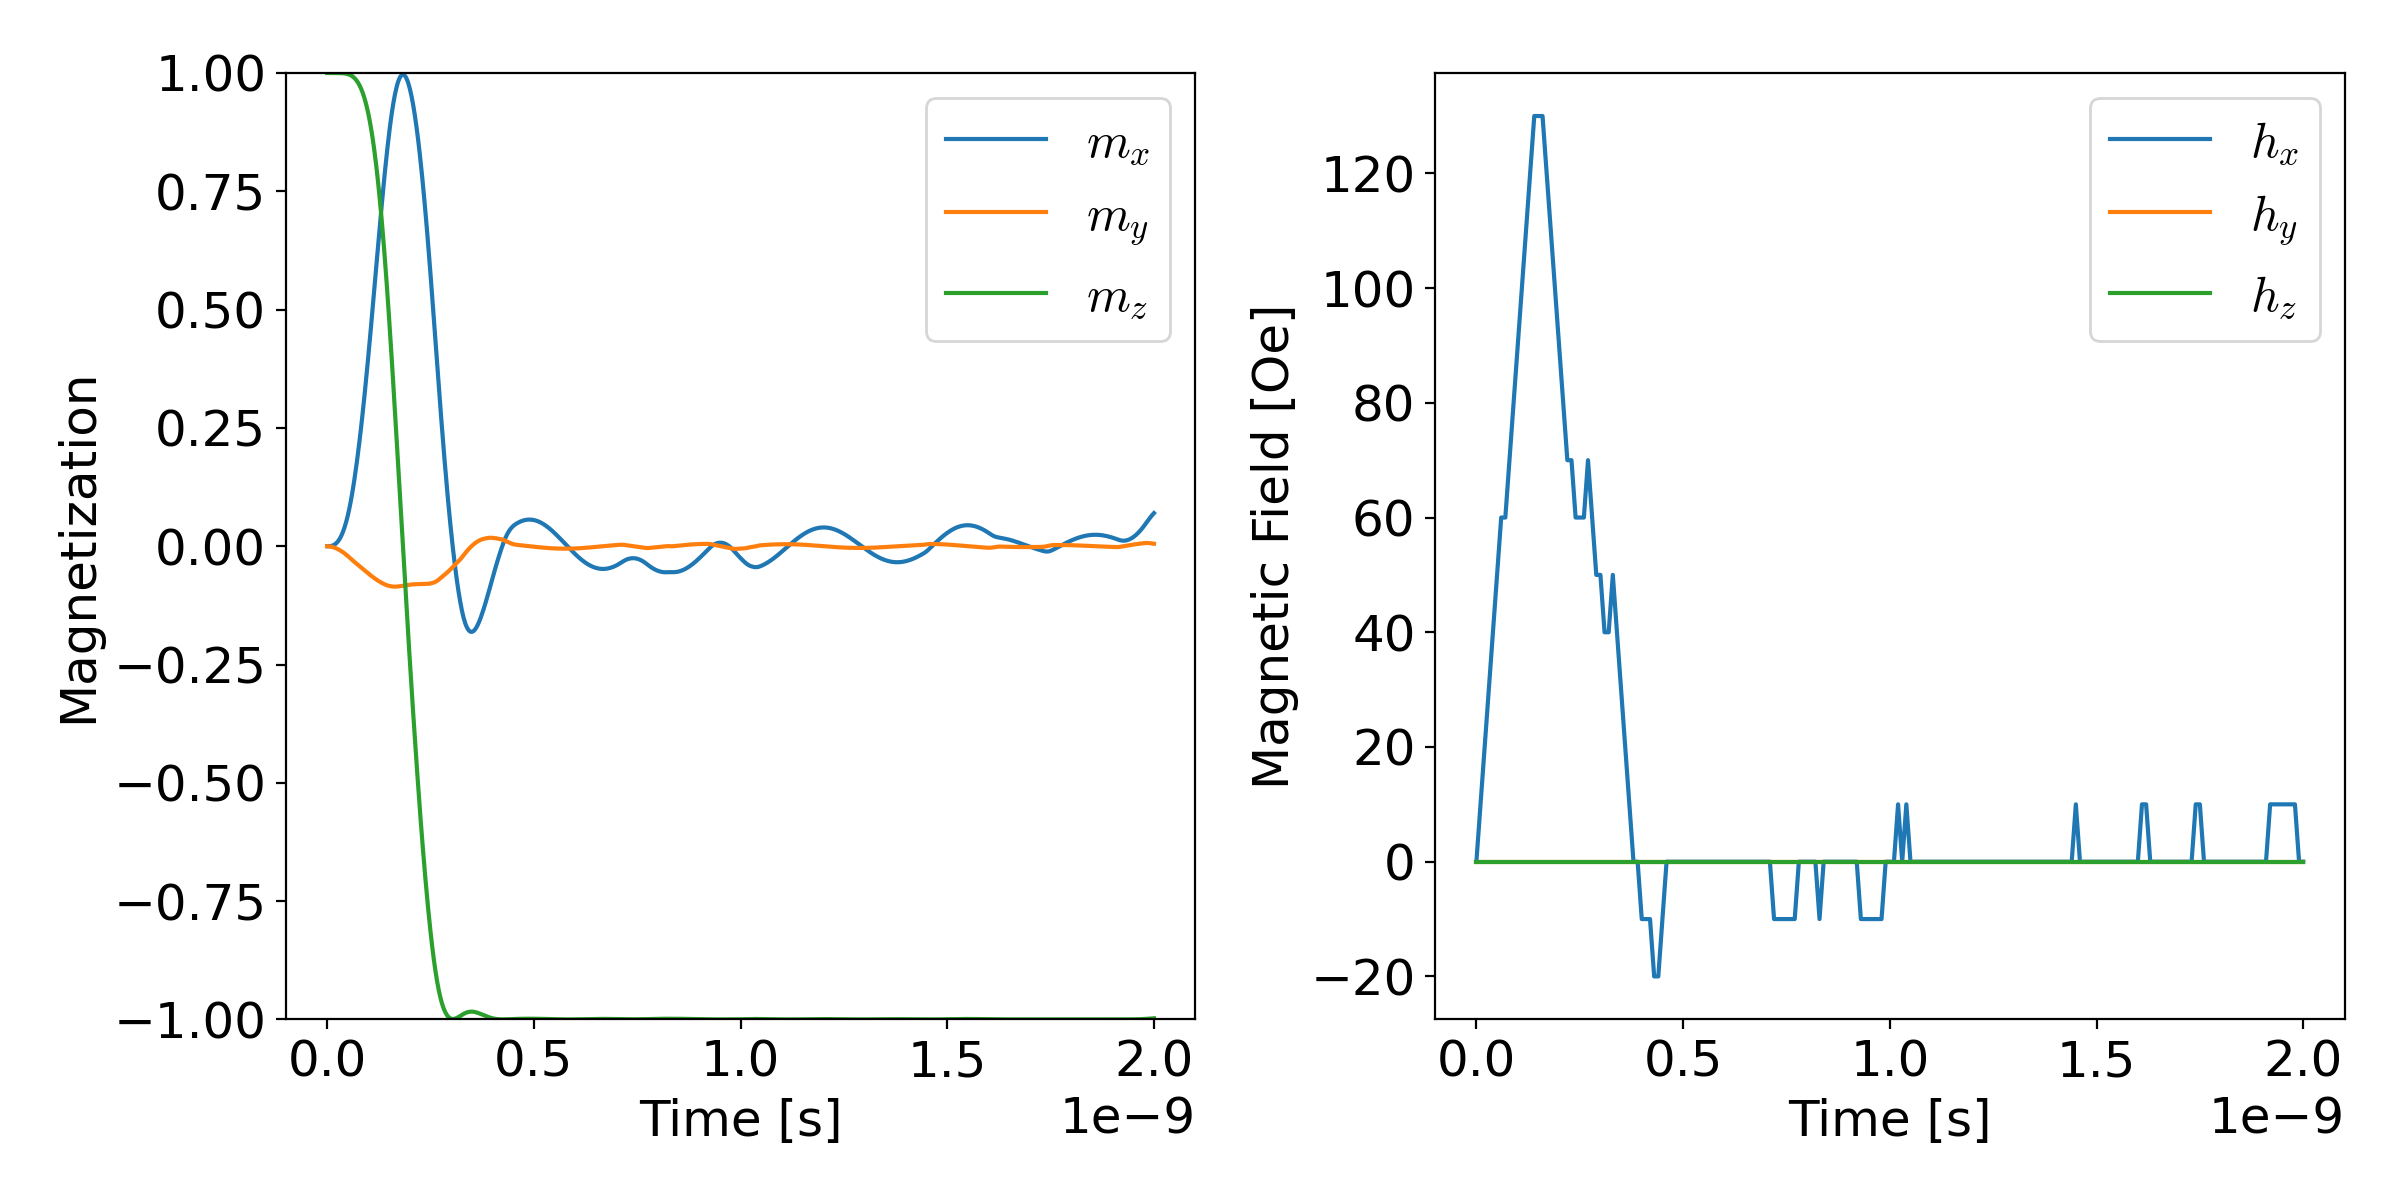 Magnetization
1.00
0.75
0.50
0.25
0.00
−0.25
−0.50
−0.75
−1.00
0.0 0.5 1.0 1.5 2.0
Time [s]
1e−9
m_x
m_y
m_z
Magnetic Field [Oe]
120
100
80
60
40
20
0
−20
0.0 0.5 1.0 1.5 2.0
Time [s]
1e−9
h_x
h_y
h_z